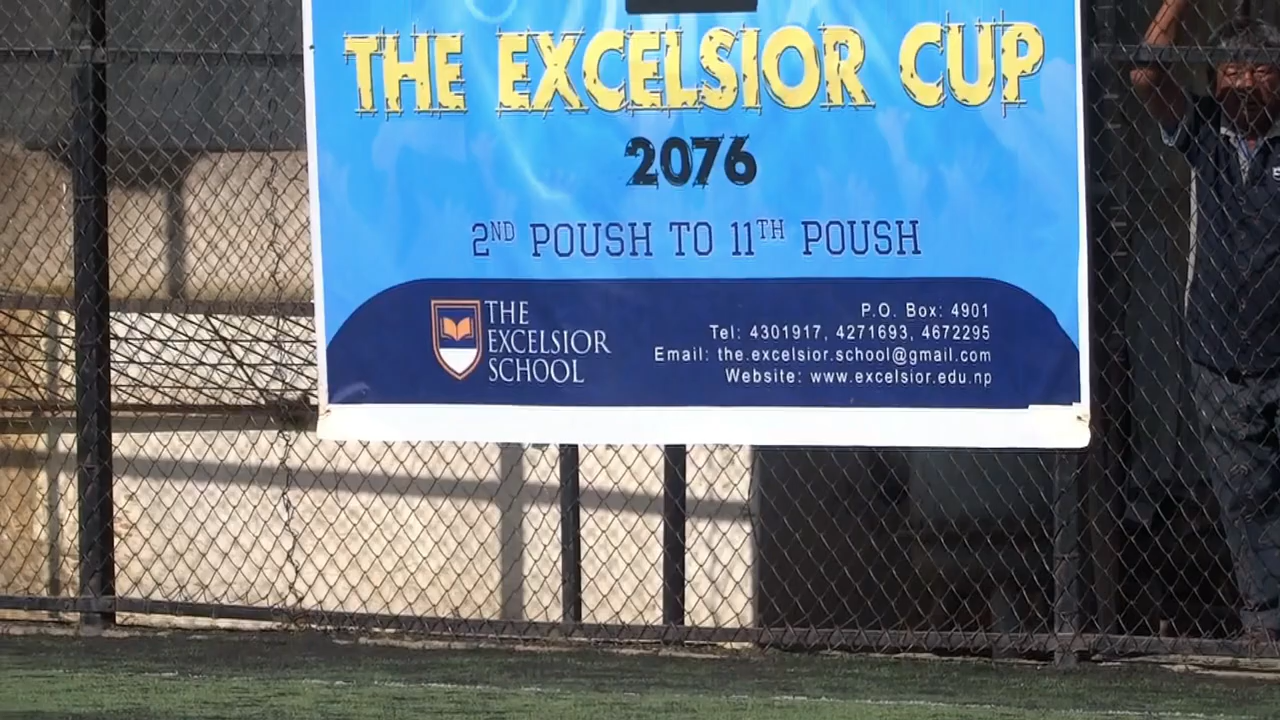 THE EXCELSIOR CUP
2076
2ND POUSH TO 11TH POUSH
THE
EXCELSIOR
SCHOOL
P.O. Box: 4901
Tel: 4301917, 4271693, 4672295
Email: the.excelsior.school@gmail.com
Website: www.excelsior.edu.np